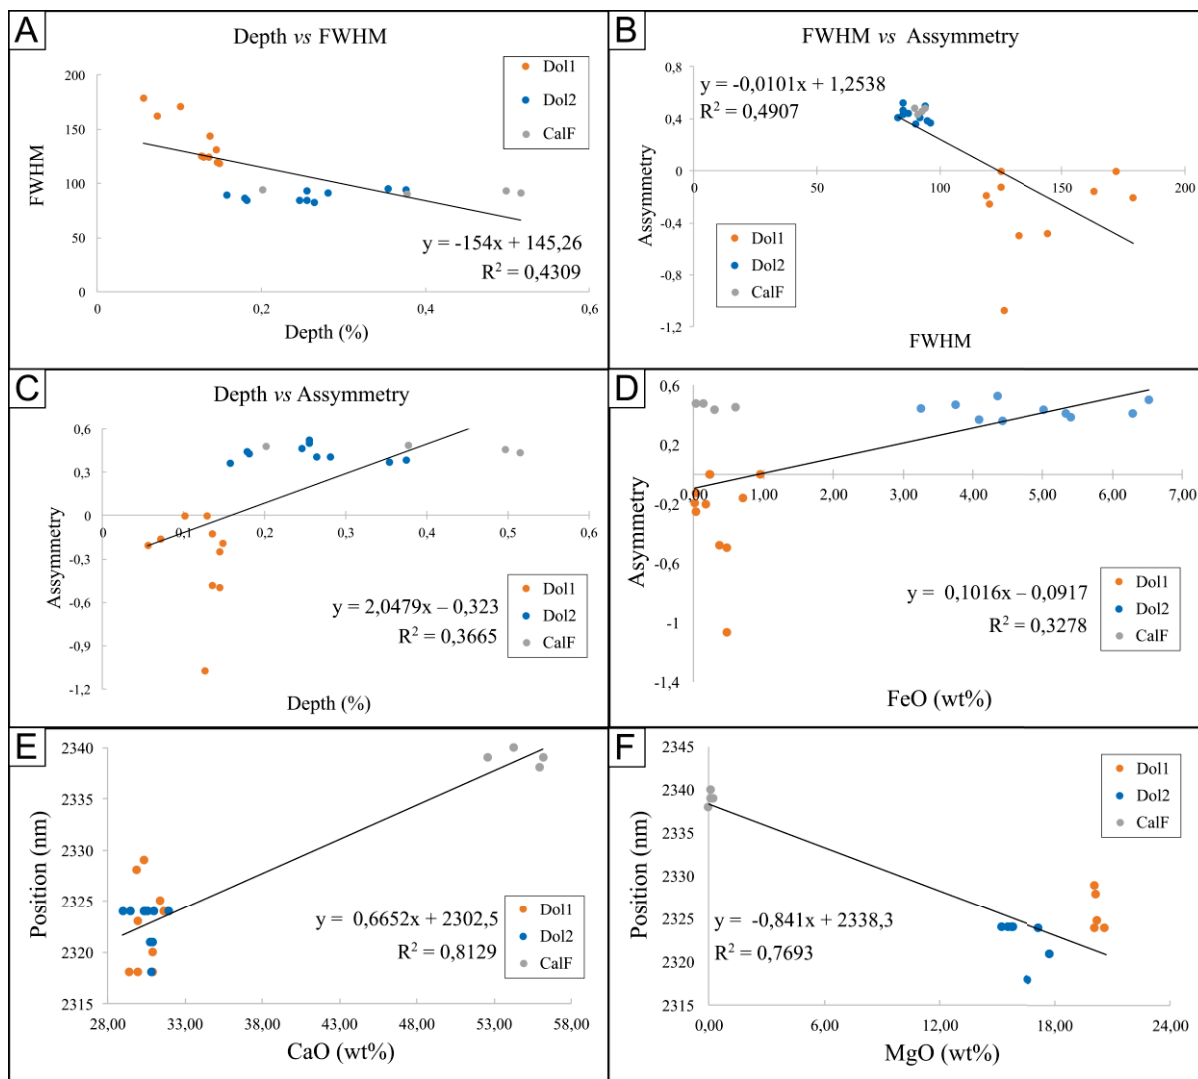 A
Depth vs FWHM
200
150
100
50
0
FWHM
0
0,2
0,4
0,6
Depth (%)
Dol1
Dol2
CalF
y = -154x + 145,26
R² = 0,4309
B
FWHM vs Assymmetry
0,8
0,4
0
-0,4
-0,8
-1,2
Assymmetry
y = -0,0101x + 1,2538
R² = 0,4907
0
50
100
150
200
Dol1
Dol2
CalF
FWHM
C
Depth vs Assymmetry
0,6
0,3
0
-0,3
-0,6
-0,9
-1,2
Assymmetry
0
0,1
0,2
0,3
0,4
0,5
0,6
y = 2,0479x – 0,323
R² = 0,3665
Dol1
Dol2
CalF
Depth (%)
D
0,6
0,2
-0,2
-0,6
-1
-1,4
Asymmetry
0,00
1,00
2,00
3,00
4,00
5,00
6,00
7,00
y = 0,1016x – 0,0917
R² = 0,3278
Dol1
Dol2
CalF
FeO (wt%)
E
2340
2335
2330
2325
2320
2315
Position (nm)
y = 0,6652x + 2302,5
R² = 0,8129
Dol1
Dol2
CalF
28,00
33,00
43,00
48,00
53,00
58,00
CaO (wt%)
F
2345
2340
2335
2330
2325
2320
2315
Position (nm)
Dol1
Dol2
CalF
y = -0,841x + 2338,3
R² = 0,7693
0,00
6,00
12,00
18,00
24,00
MgO (wt%)